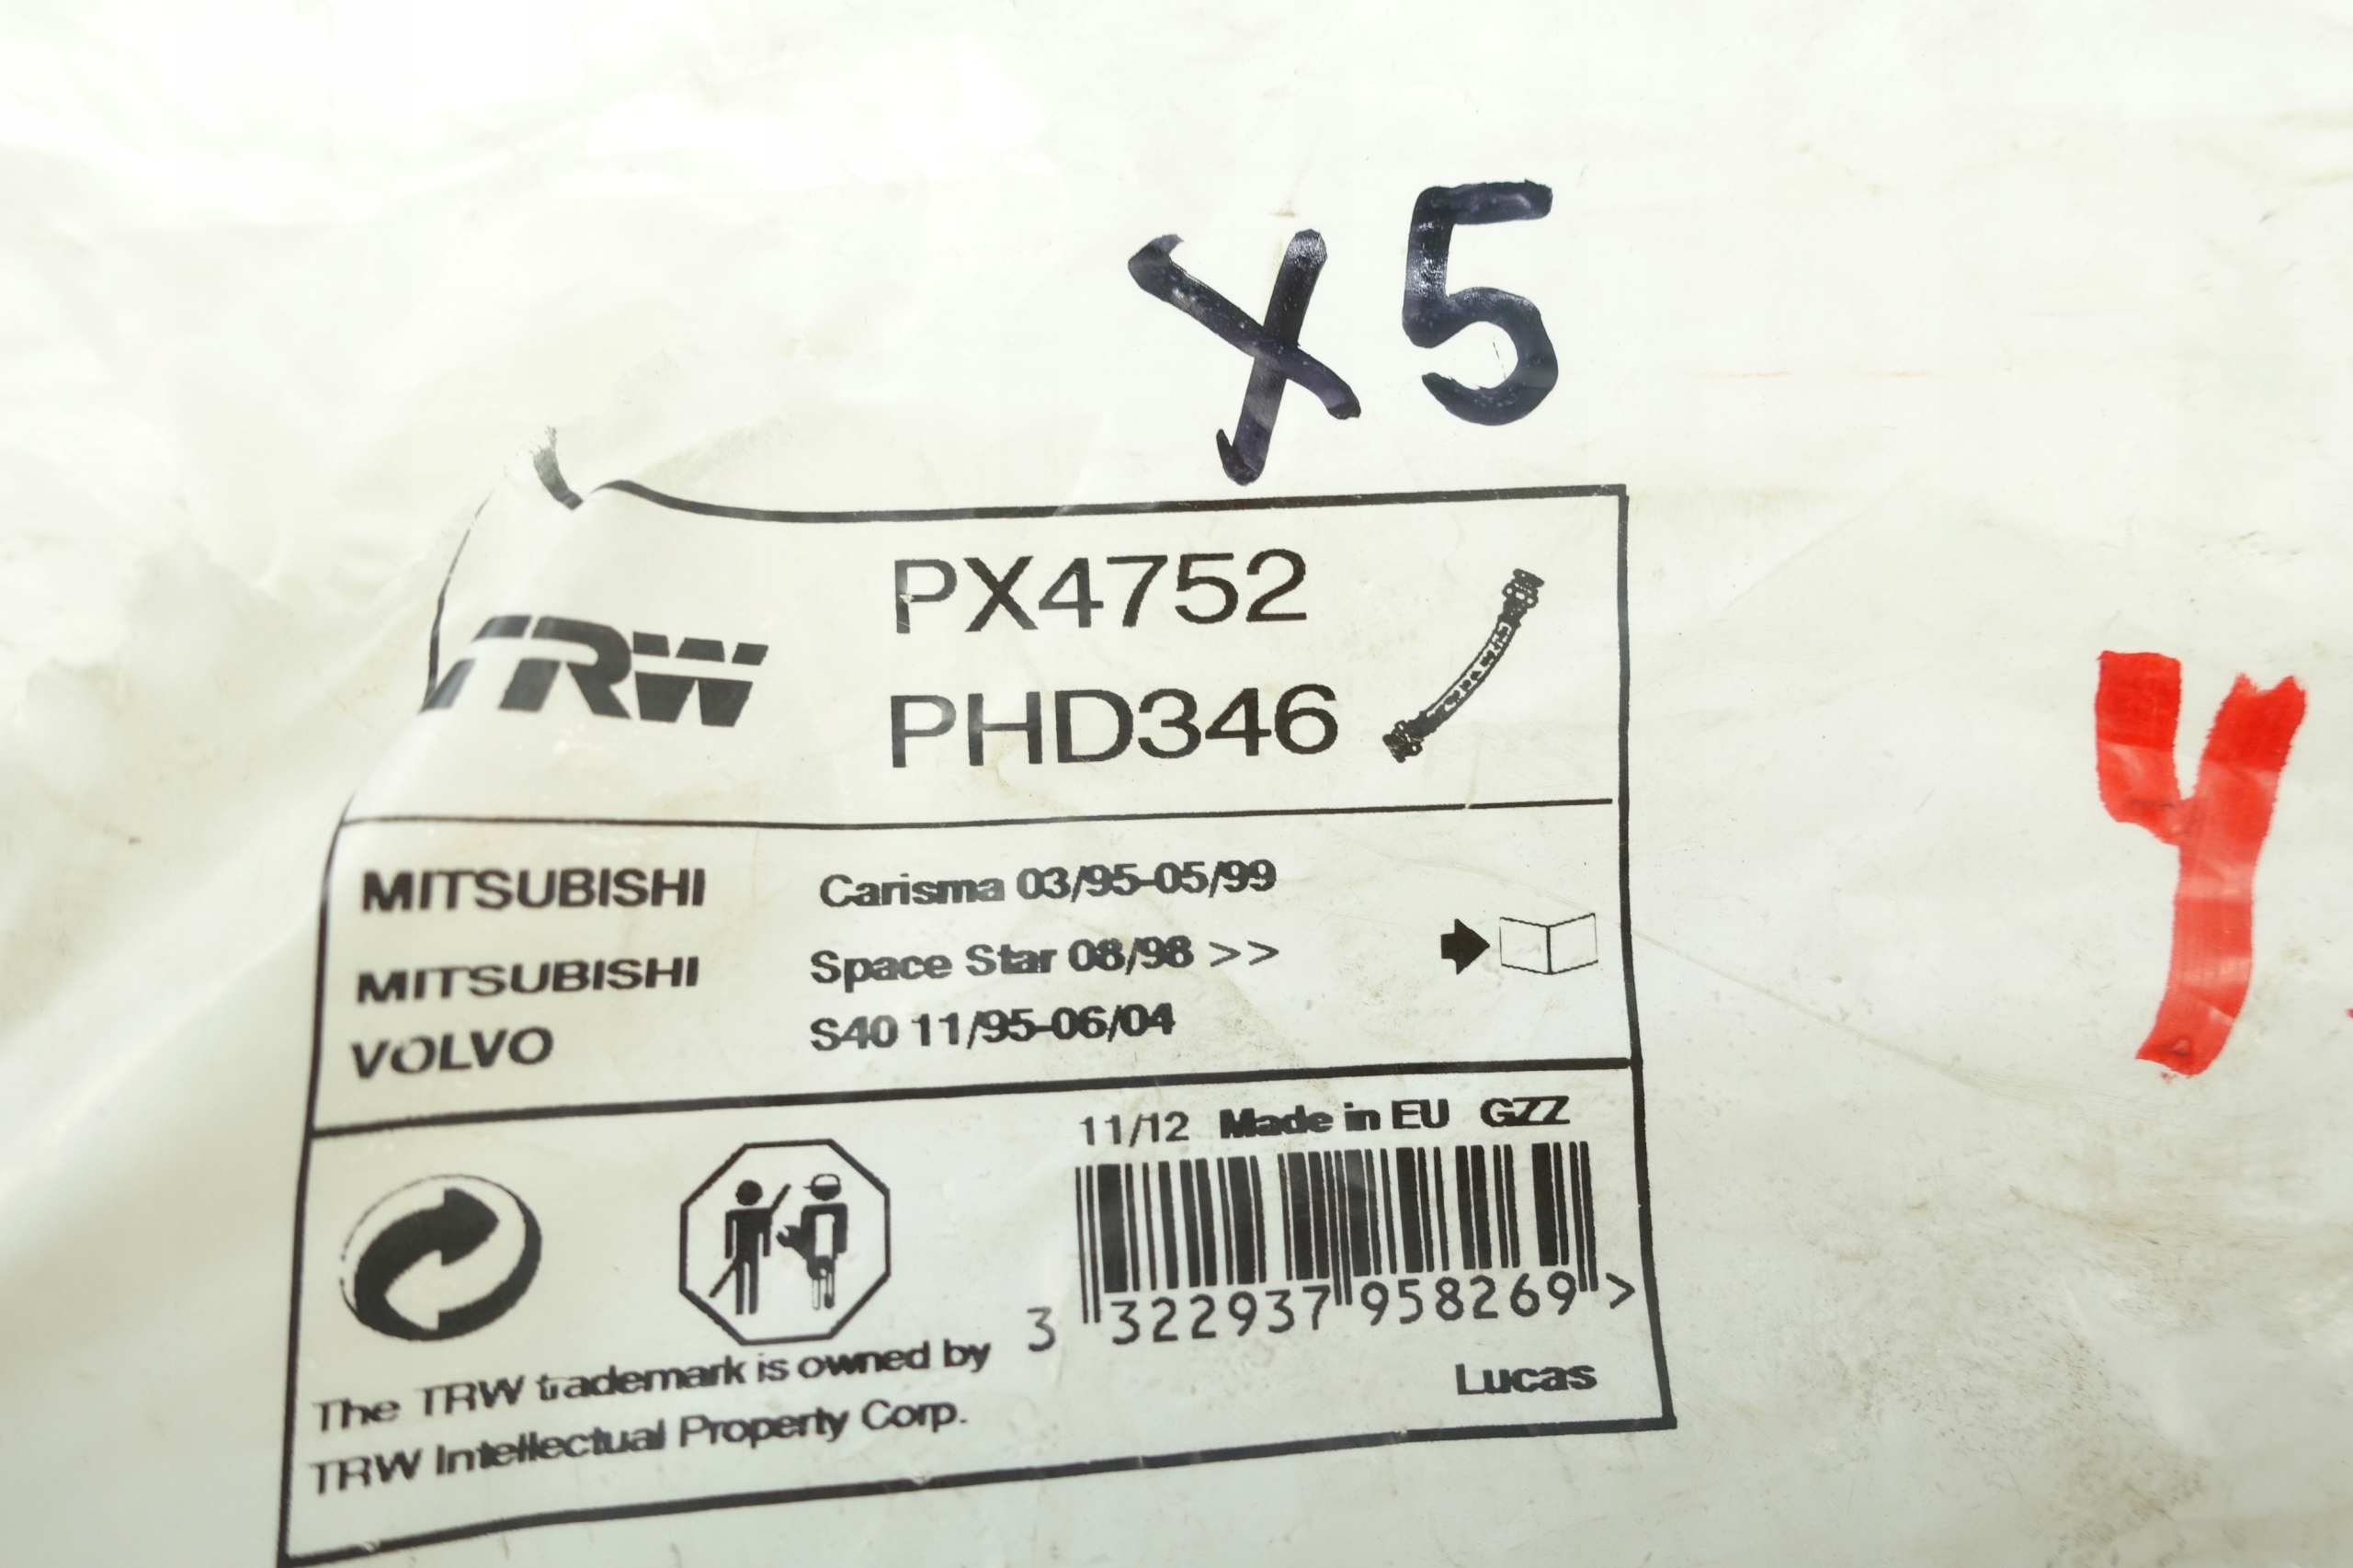 X5
TRW
PX4752
PHD346
MITSUBISHI Carisma 03/95-05/99
MITSUBISHI Space Star 08/98 >>
VOLVO S40 11/95-06/04
11/12 Made in EU GZZ
3 322937 958269 >
The TRW trademark is owned by
TRW Intellectual Property Corp.
Lucas
Y